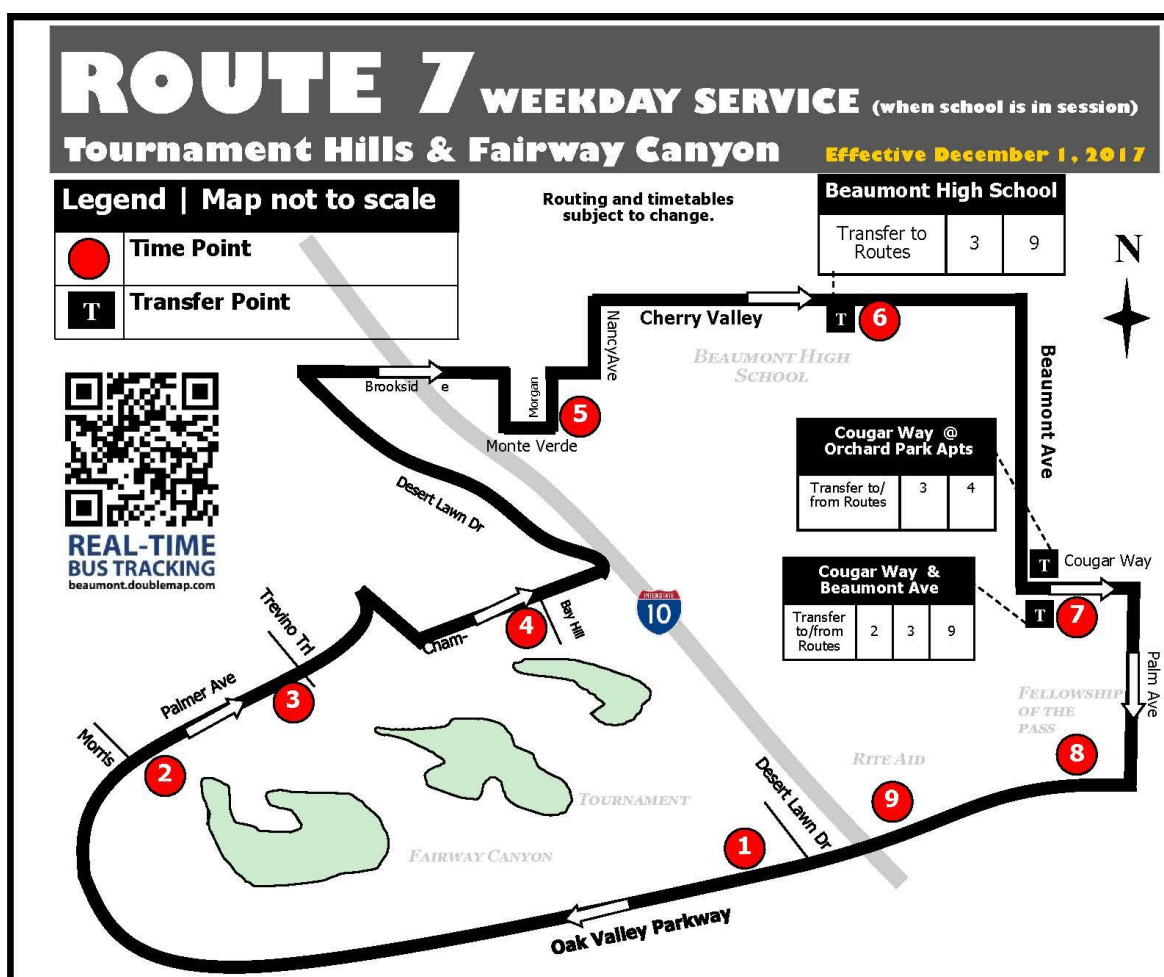 ROUTE 7 WEEKDAY SERVICE (when school is in session)
Tournament Hills & Fairway Canyon Effective December 1, 2017
Legend | Map not to scale
Time Point
T Transfer Point
Routing and timetables
subject to change.
Beaumont High School
Transfer to
Routes
3
9
N
Cherry Valley
T
6
NancyAve
BEAUMONT HIGH
SCHOOL
Brooksid e
Morgan
5
Monte Verde
Beaumont Ave
REAL-TIME
BUS TRACKING
beaumont.doublemap.com
Desert Lawn Dr
Cougar Way @
Orchard Park Apts
Transfer to/
from Routes
3
4
T
Cougar Way
Cougar Way &
Beaumont Ave
Transfer
to/from
Routes
2
3
9
T
7
INTERSTATE
10
Trevino Trl
Cham-
4
Bay Hill
Palm Ave
Palmer Ave
3
Morris
2
FELLOWSHIP
OF THE
PASS
8
RITE AID
9
Desert Lawn Dr
TOURNAMENT
1
FAIRWAY CANYON
Oak Valley Parkway